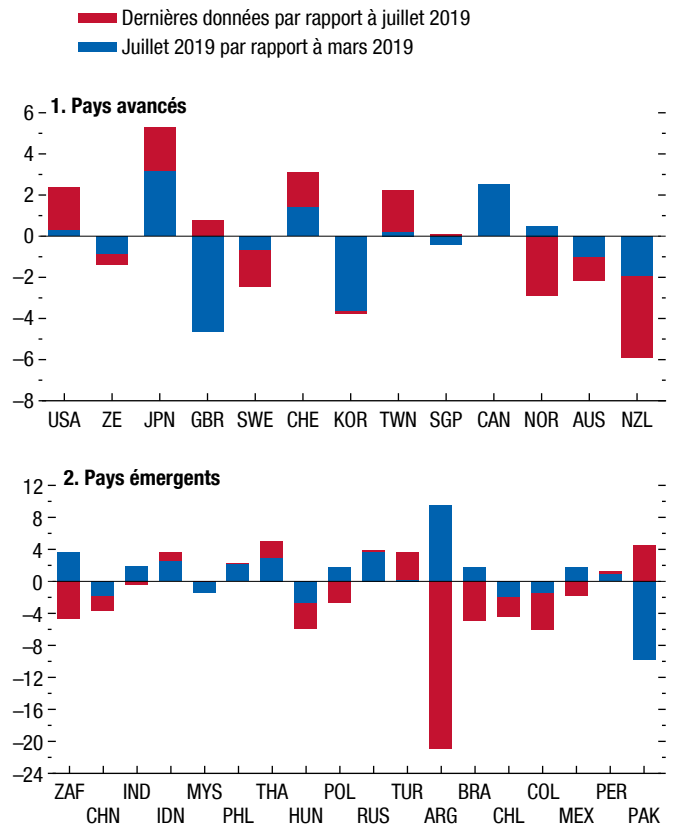 Dernières données par rapport à juillet 2019
Juillet 2019 par rapport à mars 2019
1. Pays avancés
6
4
2
0
–2
–4
–6
–8
USA ZE JPN GBR SWE CHE KOR TWN SGP CAN NOR AUS NZL
2. Pays émergents
12
8
4
0
–4
–8
–12
–16
–20
–24
ZAF IND MYS THA POL TUR BRA COL PER
CHN IDN PHL HUN RUS ARG CHL MEX PAK